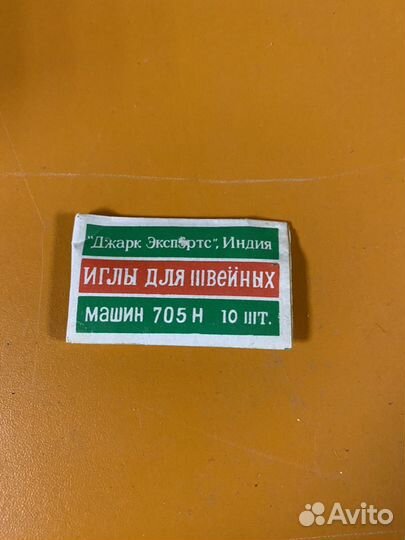 "Джарк Экспортс", Индия
ИГЛЫ ДЛЯ ШВЕЙНЫХ
МАШИН 705 Н 10 ШТ.
Avito